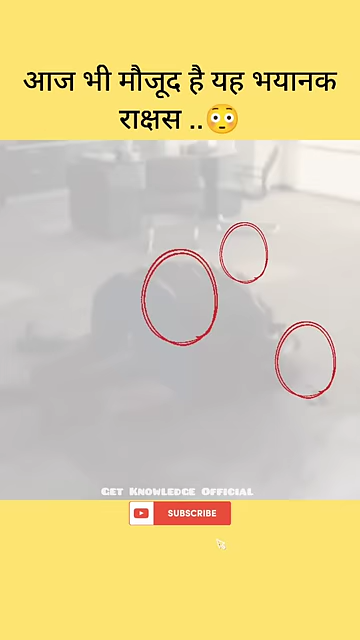 आज भी मौजूद है यह भयानक
राक्षस ..😳
Get Knowledge Official
SUBSCRIBE